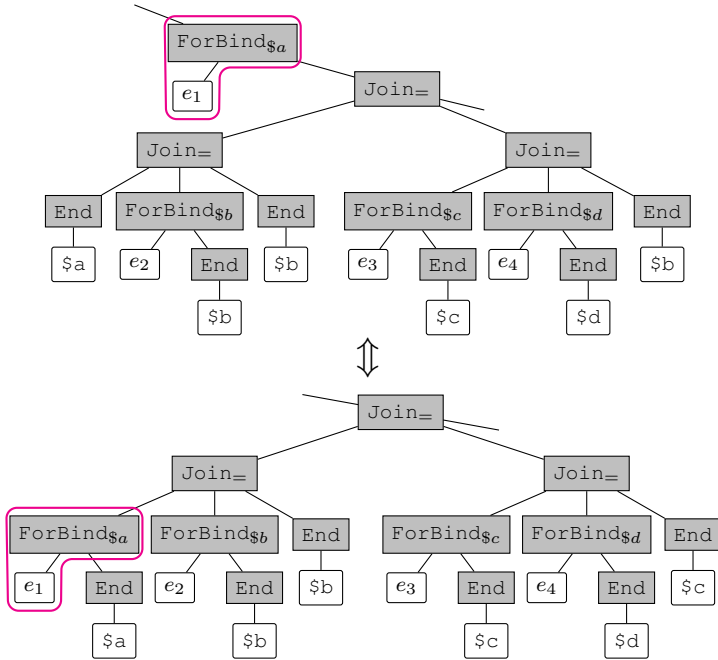 ForBind$a
e1
Join=
Join= Join=
End ForBind$b End ForBind$c ForBind$d End
$a e2 End $b e3 End e4 End $b
$b $c $d
⇕
Join=
Join= Join=
ForBind$a ForBind$b End ForBind$c ForBind$d End
e1 End e2 End $b e3 End e4 End $c
$a $b $c $d